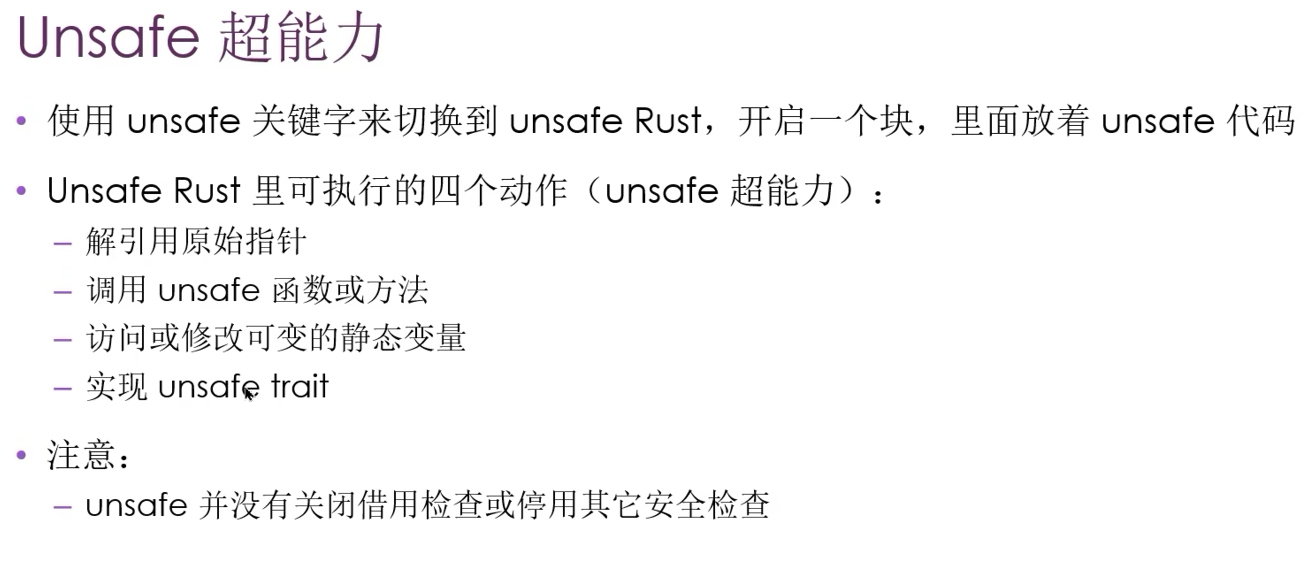 Unsafe 超能力
• 使用 unsafe 关键字来切换到 unsafe Rust，开启一个块，里面放着 unsafe 代码
• Unsafe Rust 里可执行的四个动作（unsafe 超能力）：
– 解引用原始指针
– 调用 unsafe 函数或方法
– 访问或修改可变的静态变量
– 实现 unsafe trait
• 注意：
– unsafe 并没有关闭借用检查或停用其它安全检查